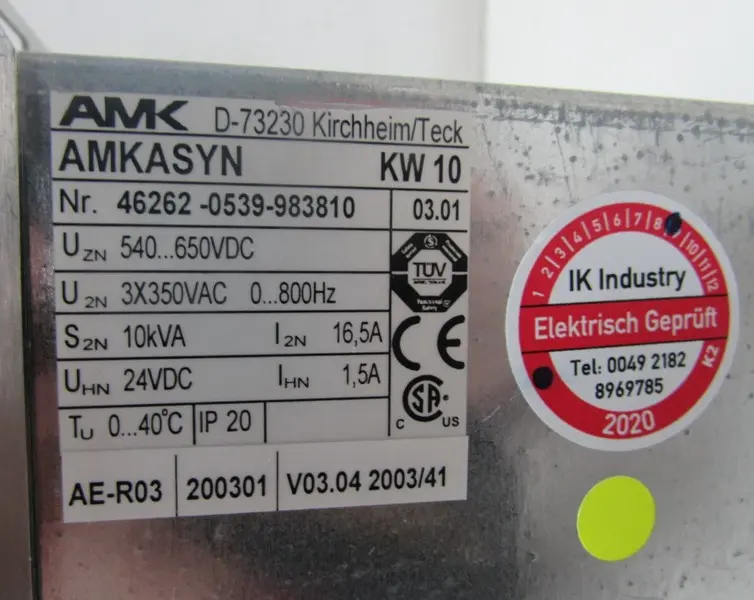 AMK D-73230 Kirchheim/Teck
AMKASYN KW 10
Nr. 46262 -0539-983810 03.01
UZN 540...650VDC
U2N 3X350VAC 0...800Hz
S2N 10kVA I2N 16,5A
UHN 24VDC IHN 1,5A
TU 0...40°C IP 20
TÜV
CE
CSA
C US
AE-R03 200301 V03.04 2003/41
1 2 3 4 5 6 7 8 10 11 12
IK Industry
Elektrisch Geprüft
Tel: 0049 2182
8969785
K2
2020